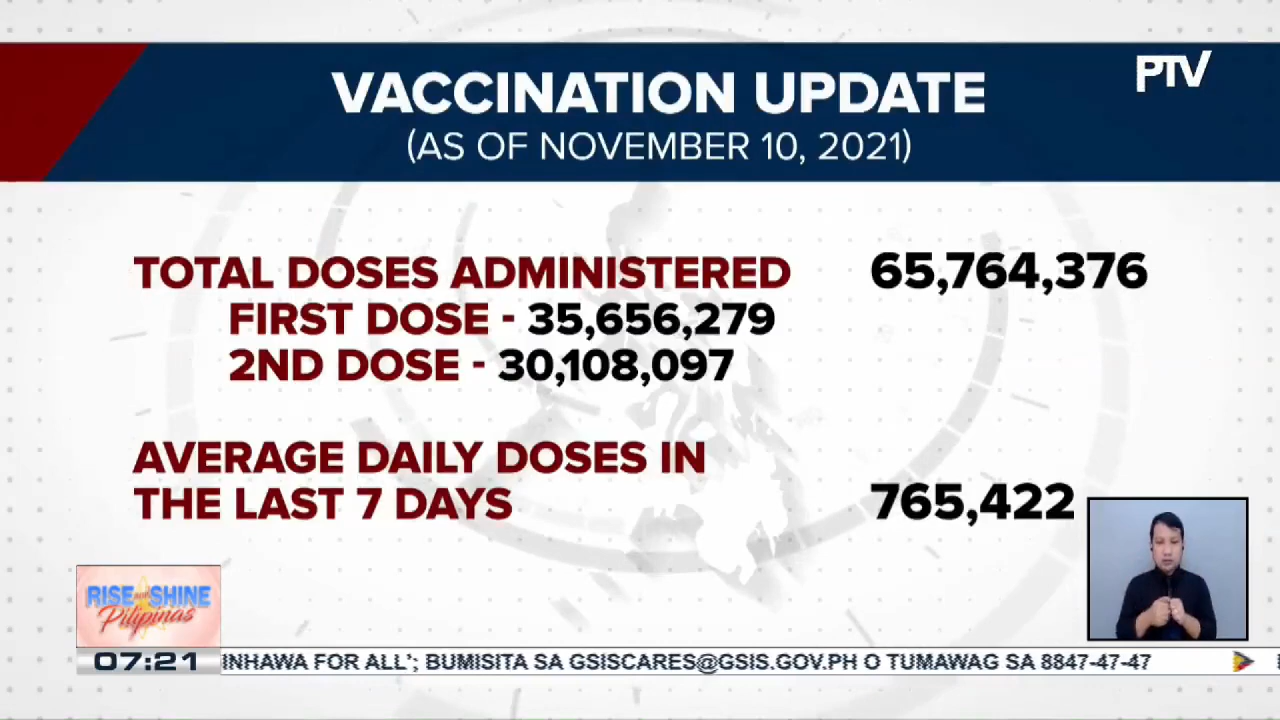 PTV
VACCINATION UPDATE
(AS OF NOVEMBER 10, 2021)
TOTAL DOSES ADMINISTERED 65,764,376
FIRST DOSE - 35,656,279
2ND DOSE - 30,108,097
AVERAGE DAILY DOSES IN
THE LAST 7 DAYS 765,422
RISE AND SHINE
Pilipinas
07:21 INHAWA FOR ALL'; BUMISITA SA GSISCARES@GSIS.GOV.PH O TUMAWAG SA 8847-47-47